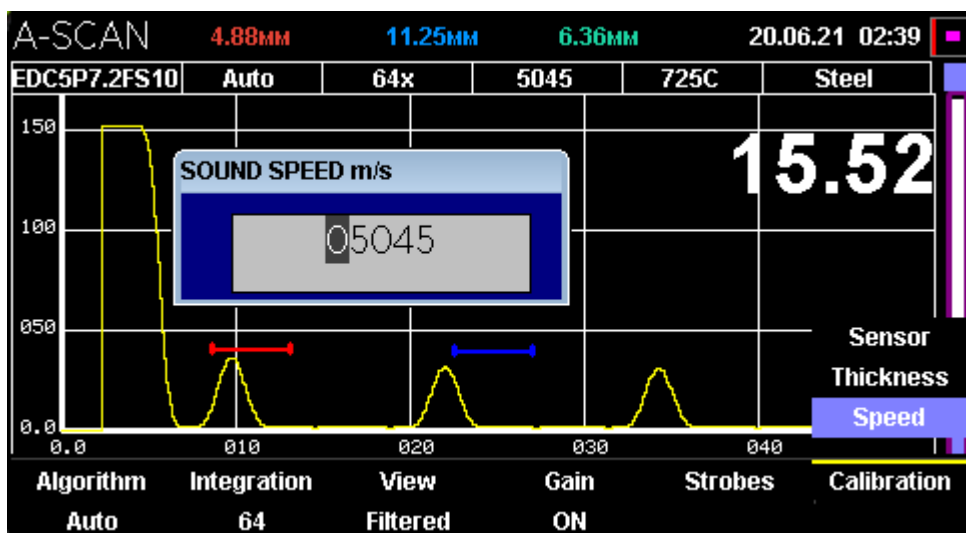 A-SCAN 4.88мм 11.25мм 6.36мм 20.06.21 02:39
EDC5P7.2FS10 Auto 64x 5045 725C Steel
150
15.52
SOUND SPEED m/s
05045
100
050
Sensor
Thickness
Speed
0.0
0.0 010 020 030 040
Algorithm Integration View Gain Strobes Calibration
Auto 64 Filtered ON